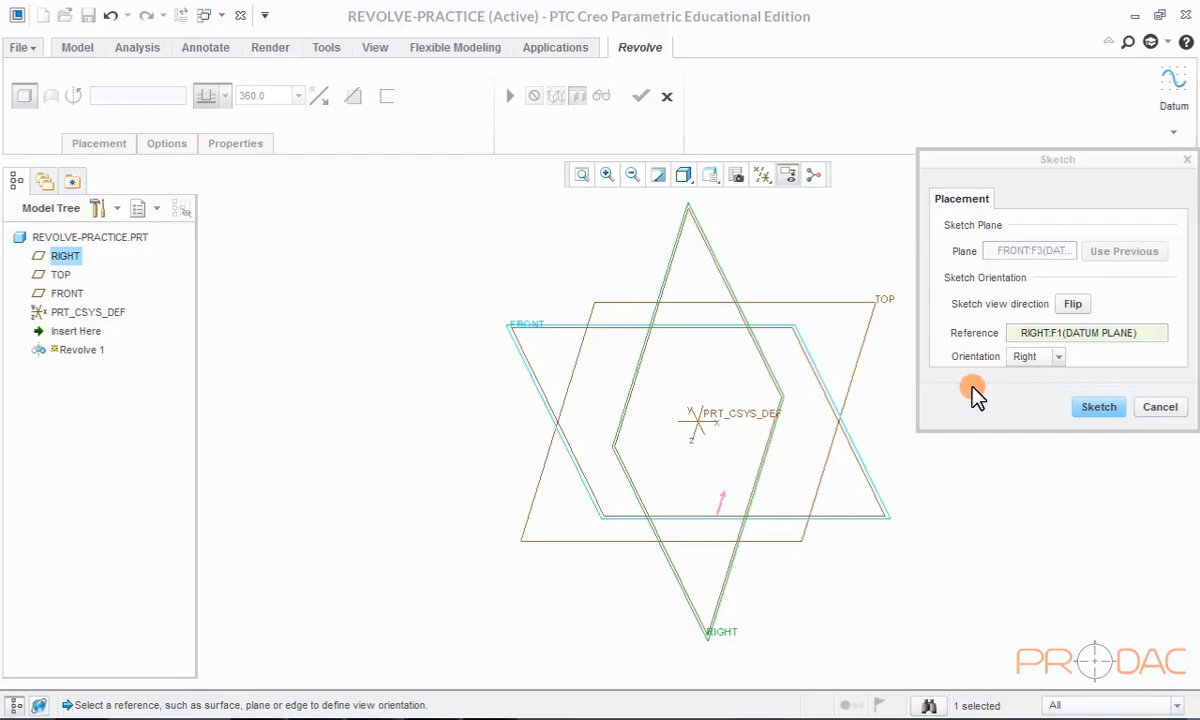 REVOLVE-PRACTICE (Active) - PTC Creo Parametric Educational Edition
File Model Analysis Annotate Render Tools View Flexible Modeling Applications Revolve
360.0
Datum
Placement Options Properties
Sketch
Placement
Sketch Plane
Plane FRONT:F3(DAT... Use Previous
Sketch Orientation
Sketch view direction Flip
Reference RIGHT:F1(DATUM PLANE)
Orientation Right
Sketch Cancel
Model Tree
REVOLVE-PRACTICE.PRT
RIGHT
TOP
FRONT
PRT_CSYS_DEF
Insert Here
Revolve 1
TOP
FRONT
y
PRT_CSYS_DEF
x
z
RIGHT
PRODAC
Select a reference, such as surface, plane or edge to define view orientation.
1 selected
All